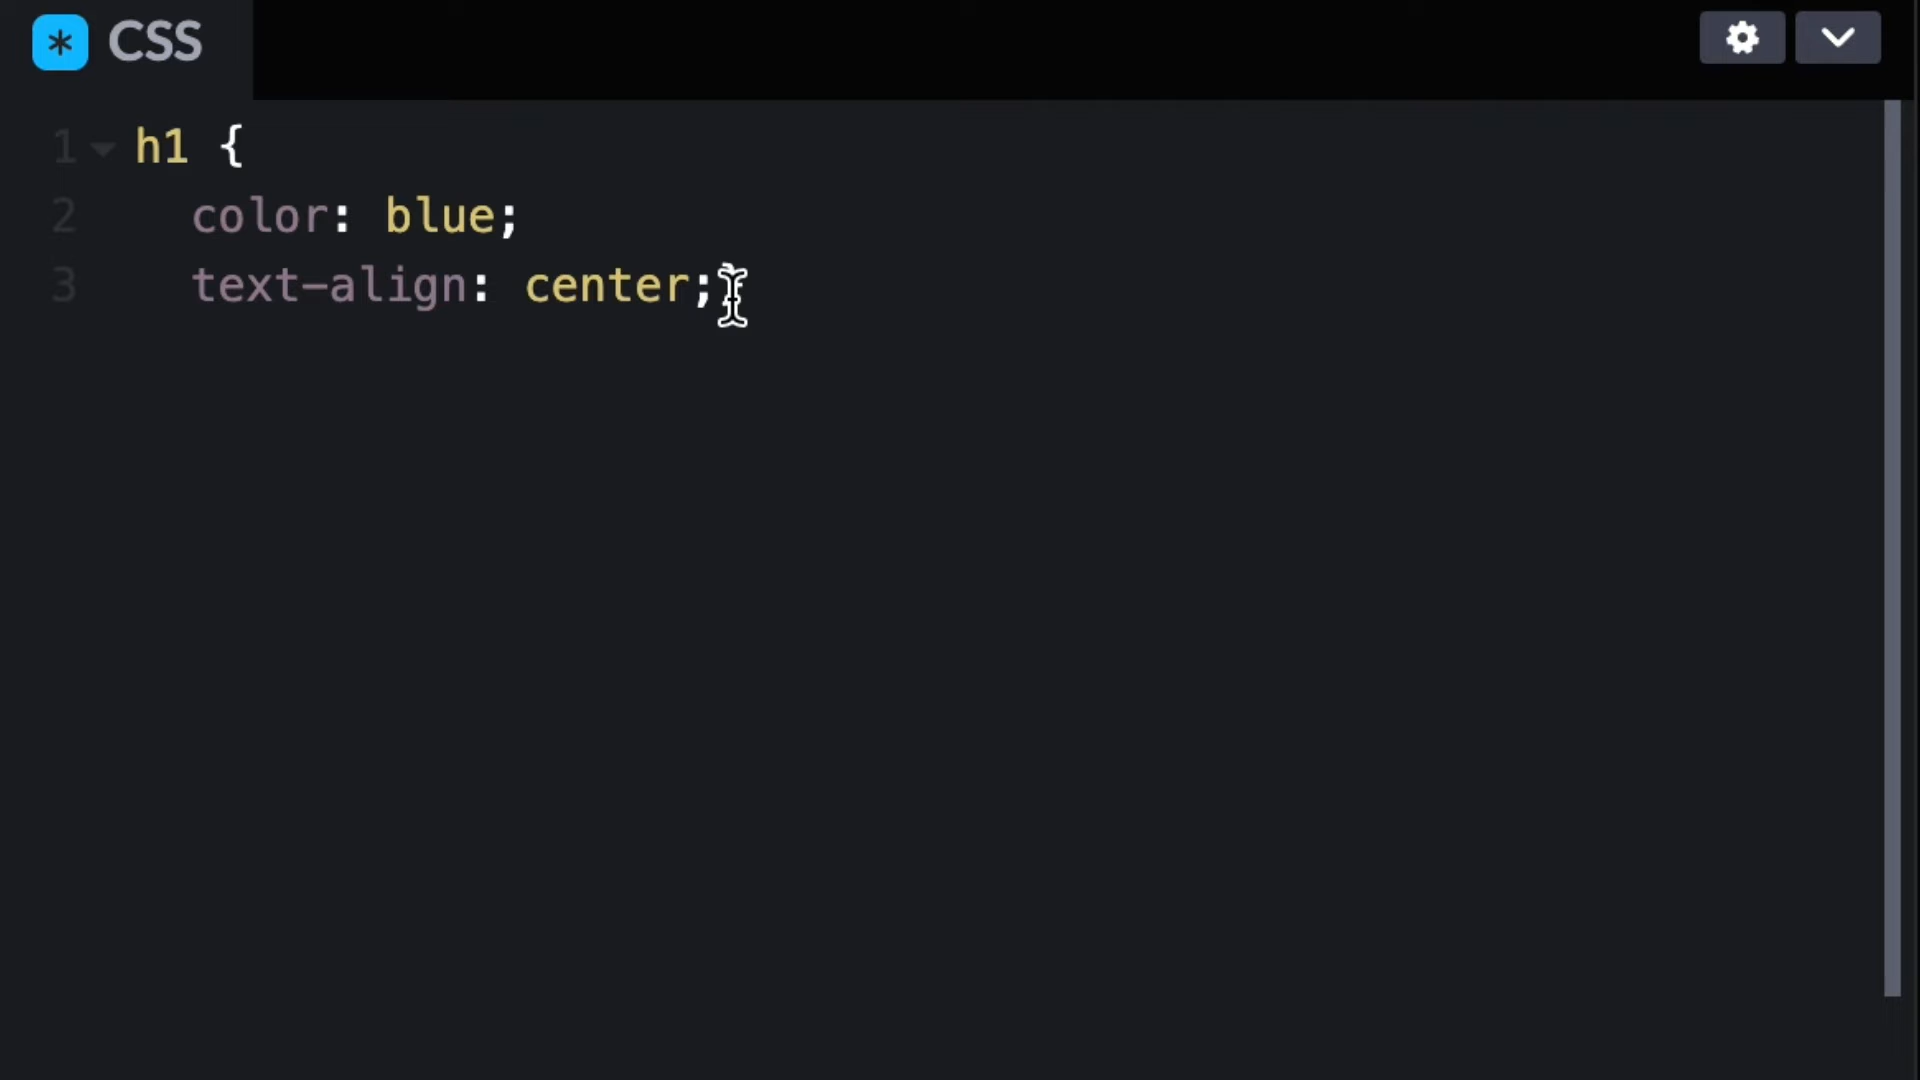 * CSS
1 h1 {
2 color: blue;
3 text-align: center;